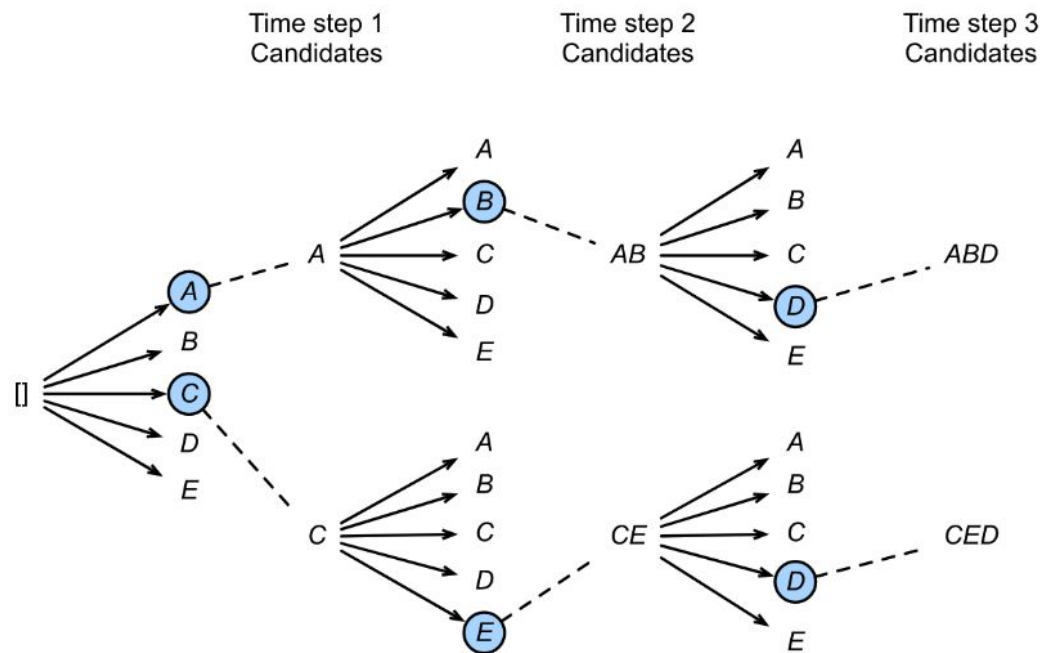 Time step 1
Candidates
Time step 2
Candidates
Time step 3
Candidates
[]
A
B
C
D
E
A
C
A
B
C
D
E
A
B
C
D
E
AB
CE
A
B
C
D
E
A
B
C
D
E
ABD
CED